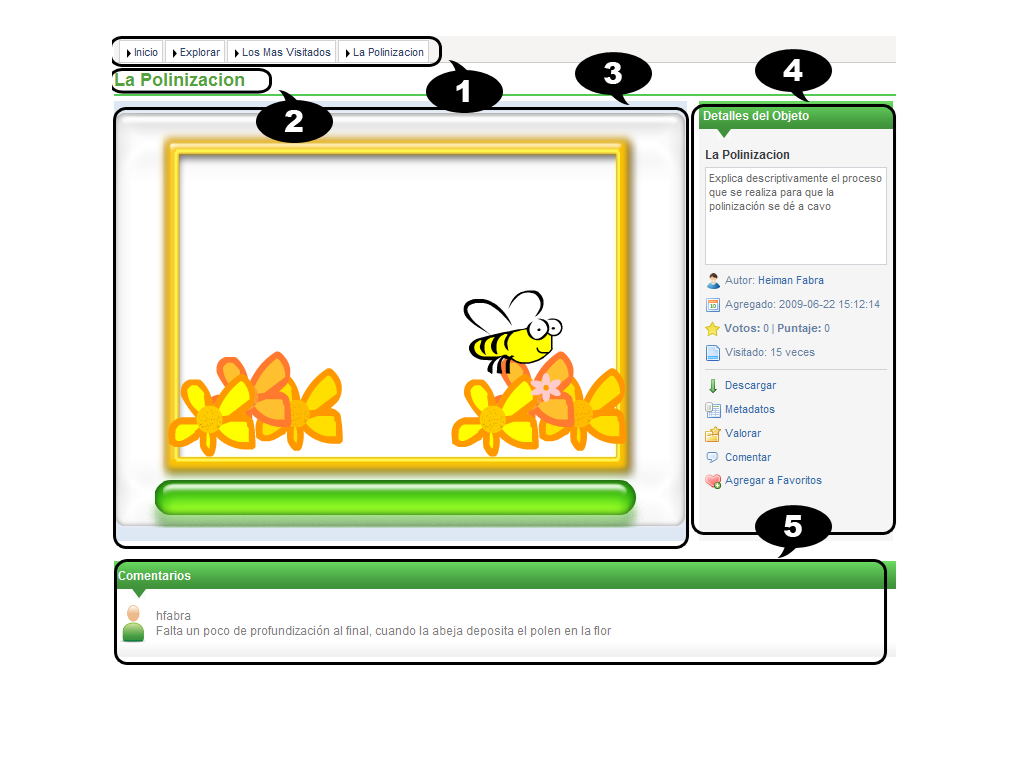 Inicio Explorar Los Mas Visitados La Polinizacion
La Polinizacion
1
2
3
4
Detalles del Objeto
La Polinizacion
Explica descriptivamente el proceso
que se realiza para que la
polinización se dé a cavo
Autor: Heiman Fabra
Agregado: 2009-06-22 15:12:14
Votos: 0 | Puntaje: 0
Visitado: 15 veces
Descargar
Metadatos
Valorar
Comentar
Agregar a Favoritos
5
Comentarios
hfabra
Falta un poco de profundización al final, cuando la abeja deposita el polen en la flor